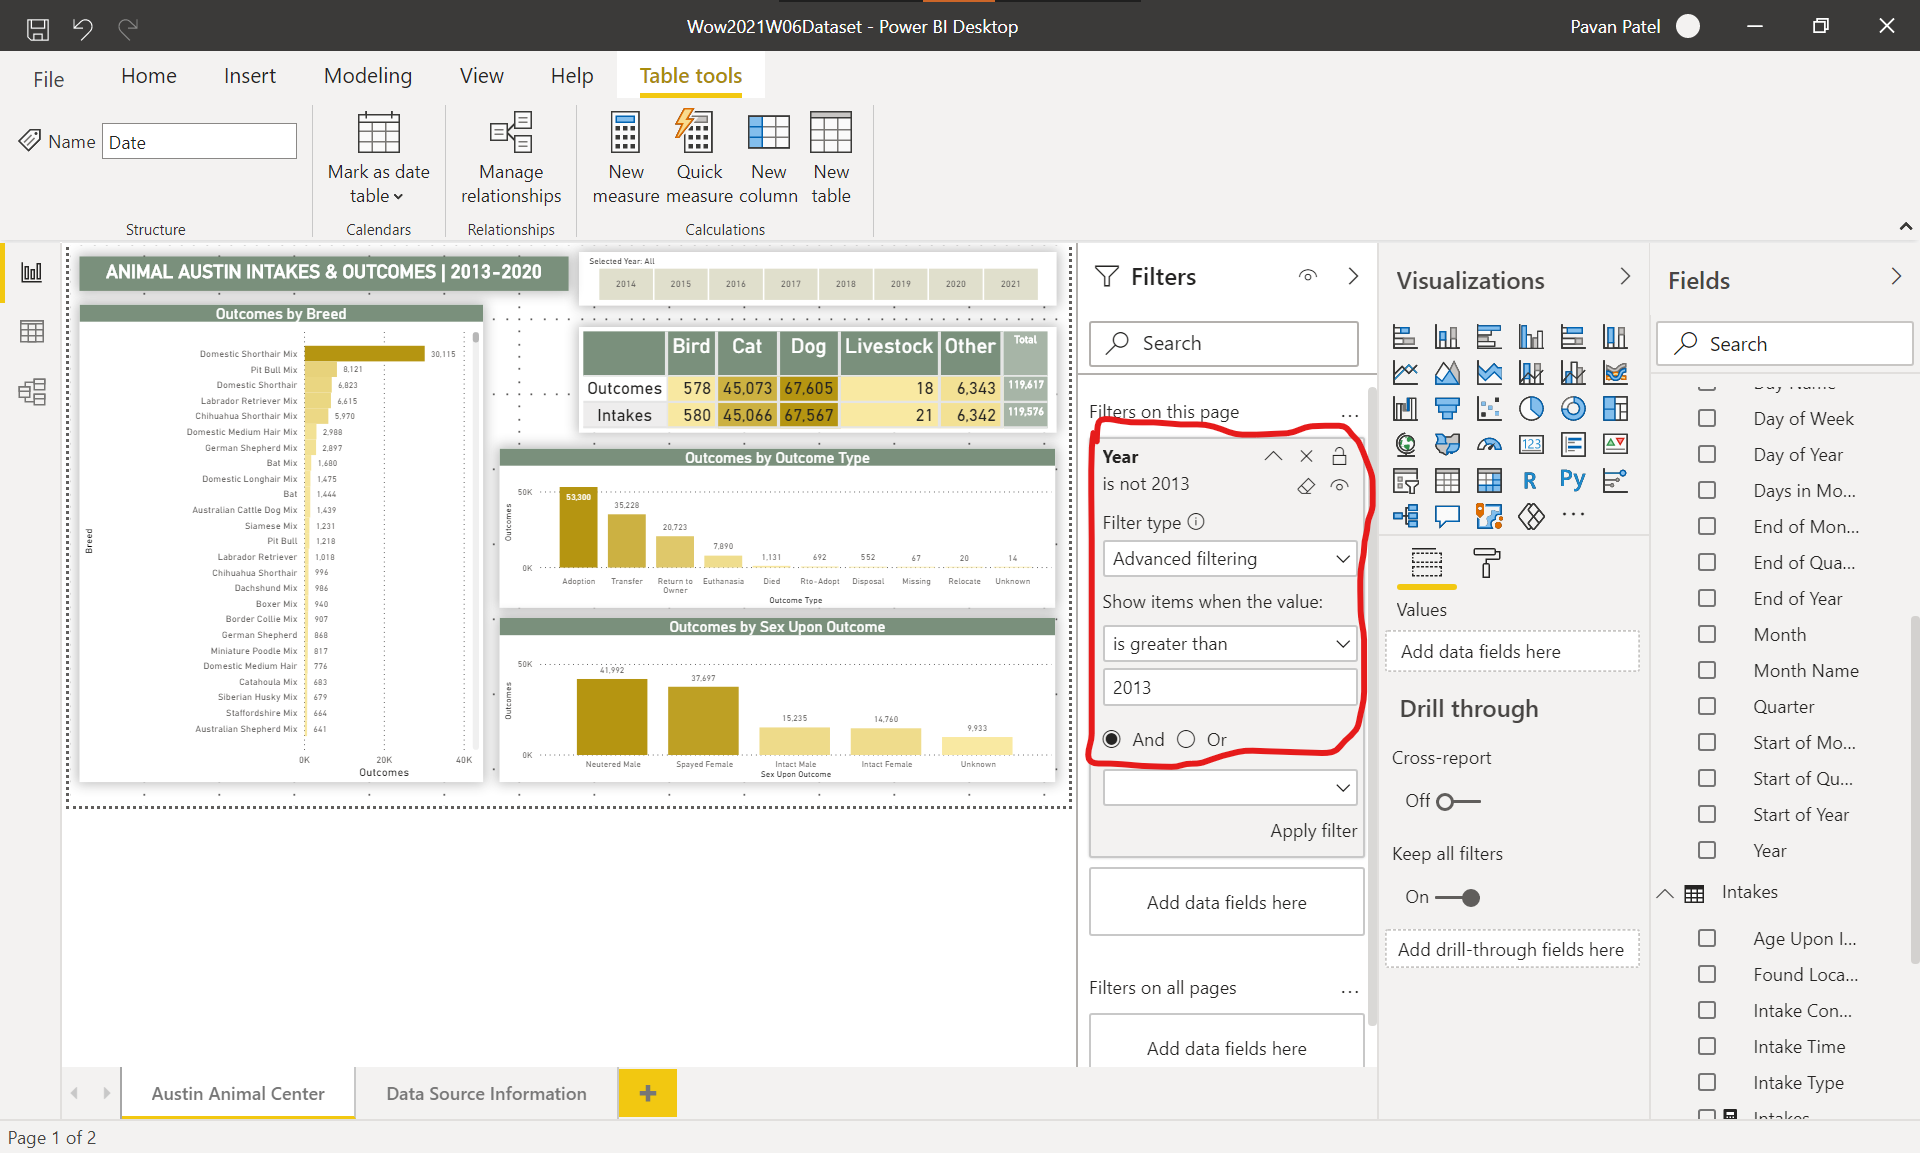 Wow2021W06Dataset - Power BI Desktop
Pavan Patel
File
Home
Insert
Modeling
View
Help
Table tools
Name
Date
Mark as date table
Manage relationships
New measure
Quick measure
New column
New table
Structure
Calendars
Relationships
Calculations
ANIMAL AUSTIN INTAKES & OUTCOMES | 2013-2020
Selected Year: All
2014 2015 2016 2017 2018 2019 2020 2021
Outcomes by Breed
Breed
Domestic Shorthair Mix 30,115
Pit Bull Mix 8,121
Domestic Shorthair 6,823
Labrador Retriever Mix 6,615
Chihuahua Shorthair Mix 5,970
Domestic Medium Hair Mix 2,988
German Shepherd Mix 2,897
Bat Mix 1,680
Domestic Longhair Mix 1,475
Bat 1,444
Australian Cattle Dog Mix 1,439
Siamese Mix 1,231
Pit Bull 1,218
Labrador Retriever 1,018
Chihuahua Shorthair 996
Dachshund Mix 986
Boxer Mix 940
Border Collie Mix 907
German Shepherd 868
Miniature Poodle Mix 817
Domestic Medium Hair 776
Catahoula Mix 683
Siberian Husky Mix 679
Staffordshire Mix 664
Australian Shepherd Mix 641
0K 20K 40K
Outcomes
Bird Cat Dog Livestock Other Total
Outcomes 578 45,073 67,605 18 6,343 119,617
Intakes 580 45,066 67,567 21 6,342 119,576
Outcomes by Outcome Type
Outcomes
50K
0K
53,300 35,228 20,723 7,890 1,131 692 552 67 20 14
Adoption Transfer Return to Owner Euthanasia Died Rto-Adopt Disposal Missing Relocate Unknown
Outcome Type
Outcomes by Sex Upon Outcome
Outcomes
50K
0K
41,992 37,697 15,235 14,760 9,933
Neutered Male Spayed Female Intact Male Intact Female Unknown
Sex Upon Outcome
Filters
Search
Filters on this page
...
Year
is not 2013
Filter type
Advanced filtering
Show items when the value:
is greater than
2013
And Or
Apply filter
Add data fields here
Filters on all pages
...
Add data fields here
Visualizations
123
R
Py
...
Values
Add data fields here
Drill through
Cross-report
Off
Keep all filters
On
Add drill-through fields here
Fields
Search
Day Name
Day of Week
Day of Year
Days in Mo...
End of Mon...
End of Qua...
End of Year
Month
Month Name
Quarter
Start of Mo...
Start of Qu...
Start of Year
Year
Intakes
Age Upon I...
Found Loca...
Intake Con...
Intake Time
Intake Type
Intakes
Austin Animal Center
Data Source Information
+
Page 1 of 2